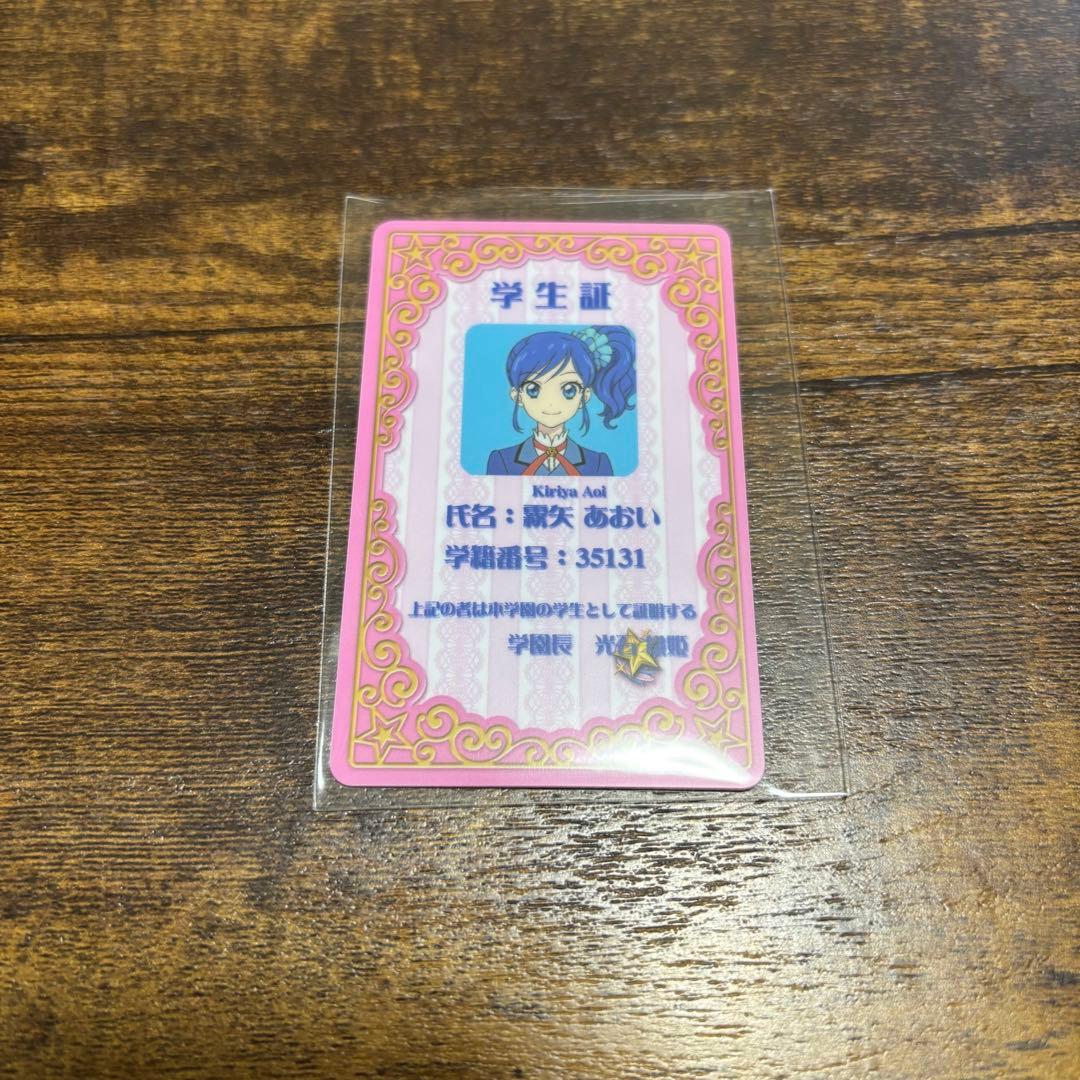 学生証
Kiriya Aoi
氏名：霧矢 あおい
学籍番号：35131
上記の者は本学園の学生として証明する
学園長 光 姫